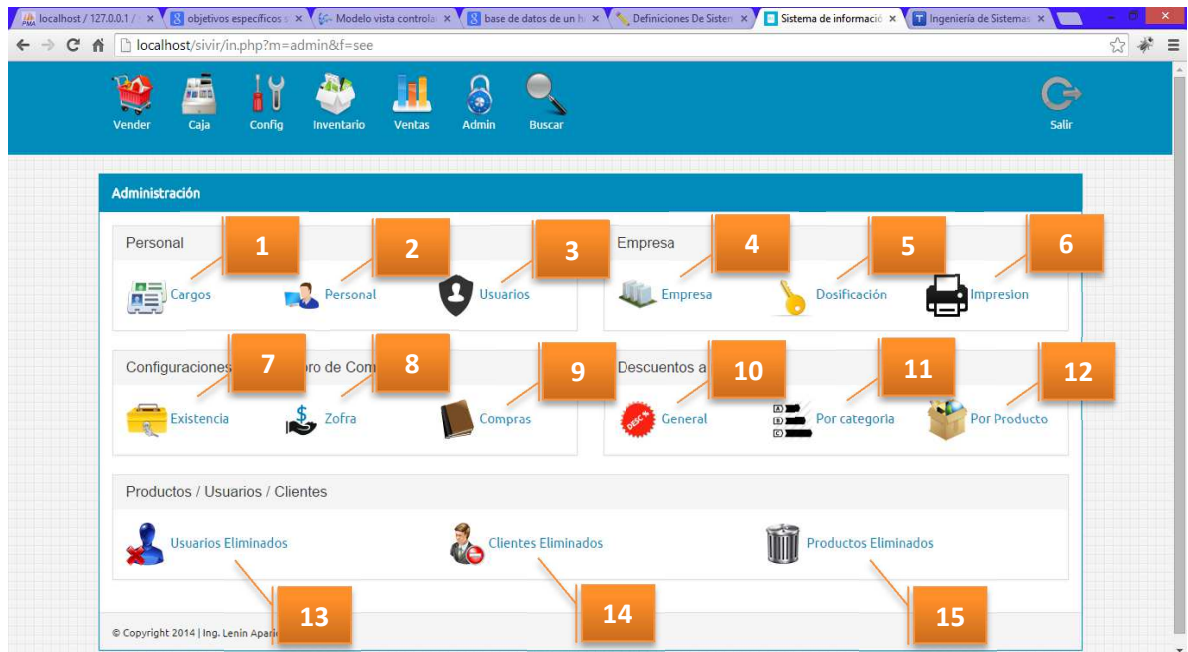 localhost / 127.0.0.1 /
objetivos específicos
Modelo vista controla
base de datos de un
Definiciones De Sistem
Sistema de informació
Ingeniería de Sistemas
localhost/sivir/in.php?m=admin&f=see
Vender Caja Config Inventario Ventas Admin Buscar Salir
Administración
Personal 1 2 3 Empresa 4 5 6
Cargos Personal Usuarios Empresa Dosificación Impresion
Configuraciones 7 8 9 Descuentos a 10 11 12
Existencia Zofra Compras DESC % General A B C Por categoria Por Producto
Productos / Usuarios / Clientes
Usuarios Eliminados Clientes Eliminados Productos Eliminados
13 14 15
© Copyright 2014 | Ing. Lenin